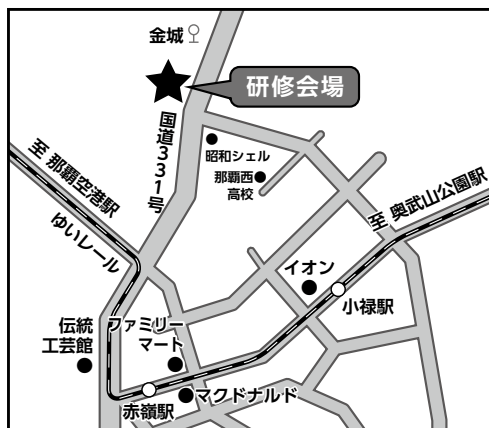 金城
研修会場
国道331号
昭和シェル
那覇西
高校
至 那覇空港駅
ゆいレール
至 奥武山公園駅
イオン
小禄駅
伝統
工芸館
ファミリー
マート
赤嶺駅
マクドナルド